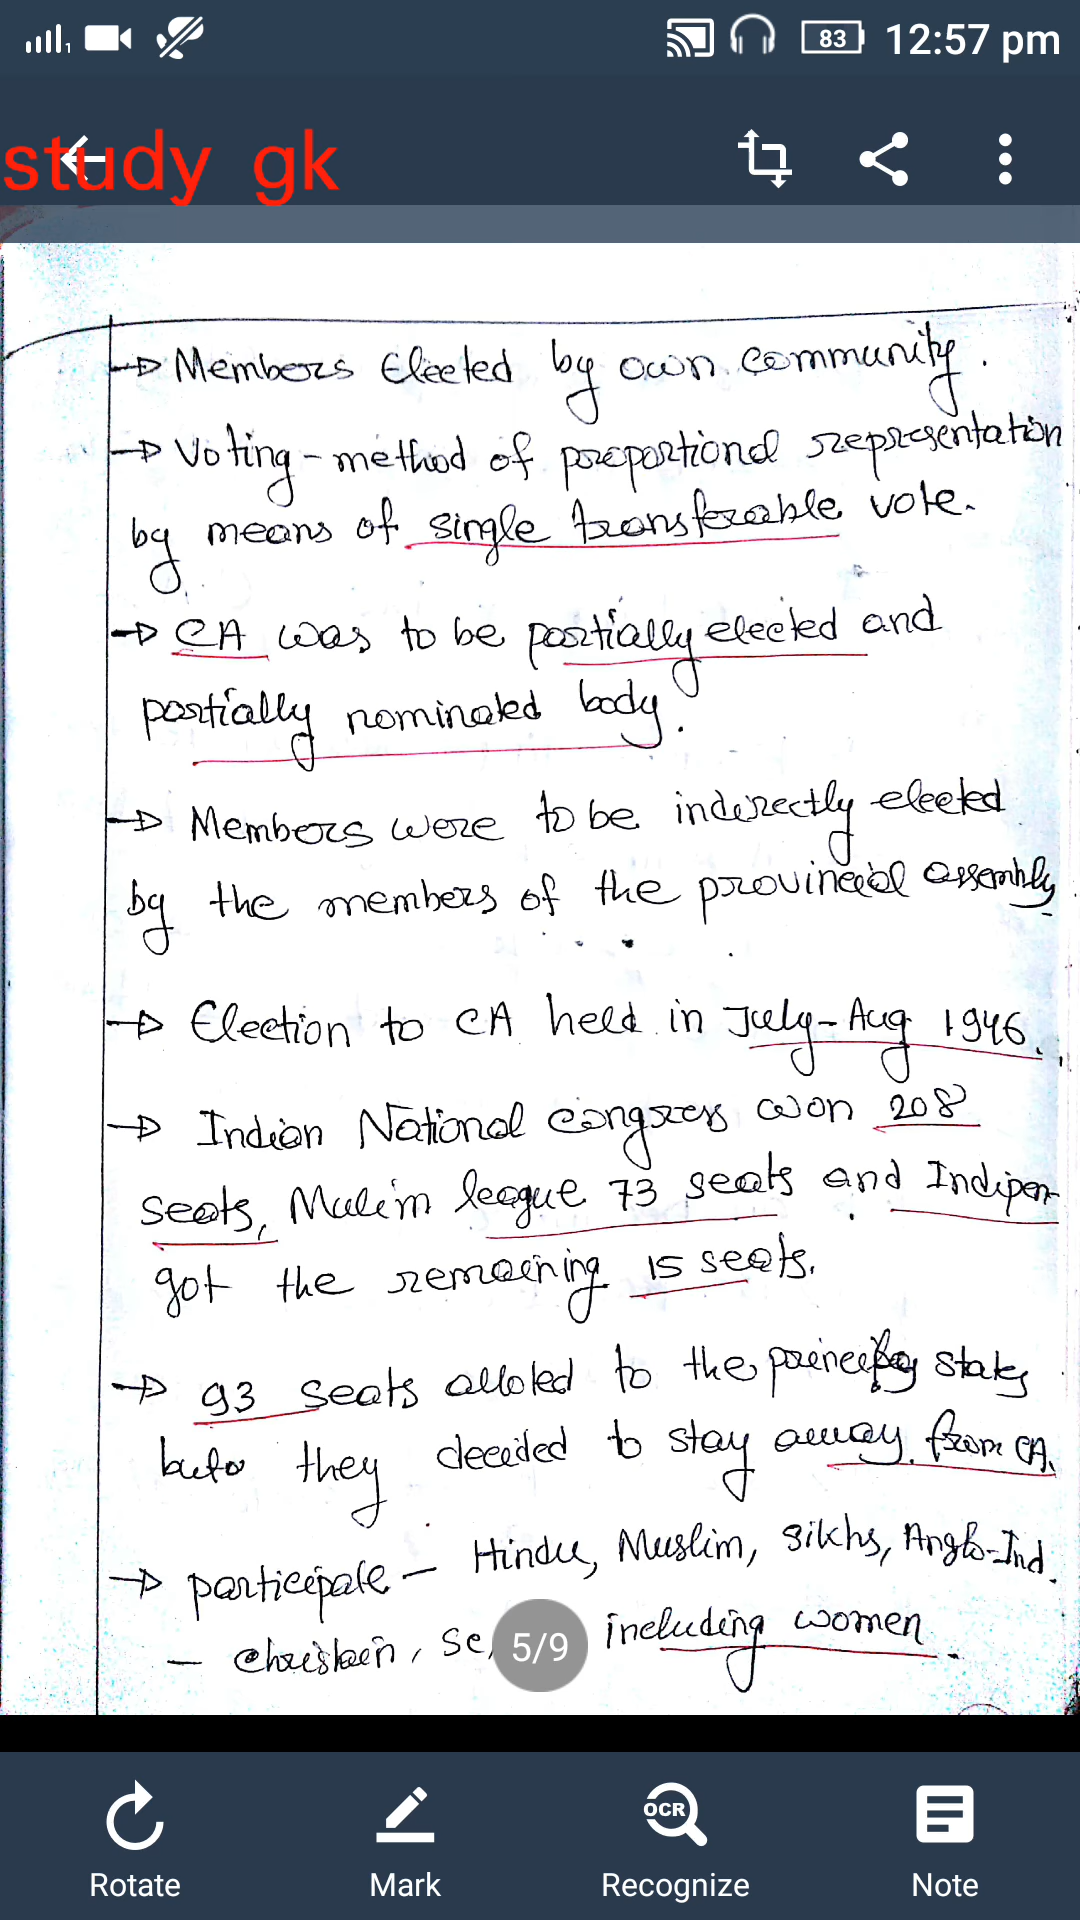 83 12:57 pm
study gk
→ Members Elected by own community.
→ Voting - method of proportional representation
by means of single transferable vote.
→ CA was to be partially elected and
partially nominated body.
→ Members were to be indirectly elected
by the members of the provincial assembly
→ Election to CA held in July-Aug 1946.
→ Indian National Congress won 208
seats, Muslim league 73 seats and Indipen-
got the remaining 15 seats.
→ 93 seats alloted to the princely states
but they decided to stay away from CA.
→ participate - Hindu, Muslim, Sikhs, Anglo-Ind.
- Christain, SC, 5/9 including women.
OCR
Rotate Mark Recognize Note